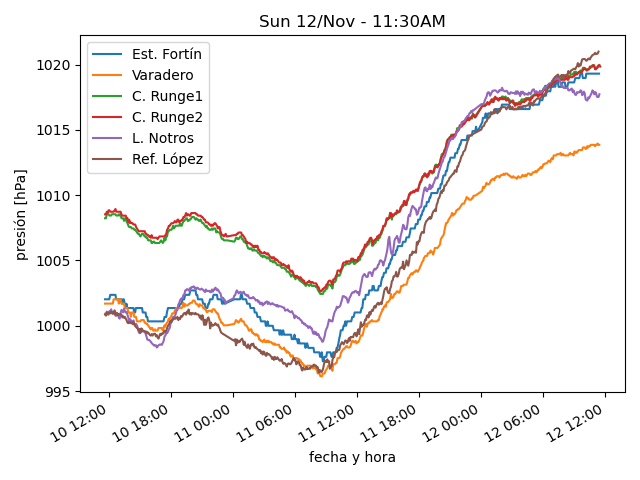 Sun 12/Nov - 11:30AM
Est. Fortín
Varadero
C. Runge1
C. Runge2
L. Notros
Ref. López
presión [hPa]
1020
1015
1010
1005
1000
995
10 12:00
10 18:00
11 00:00
11 06:00
11 12:00
11 18:00
12 00:00
12 06:00
12 12:00
fecha y hora